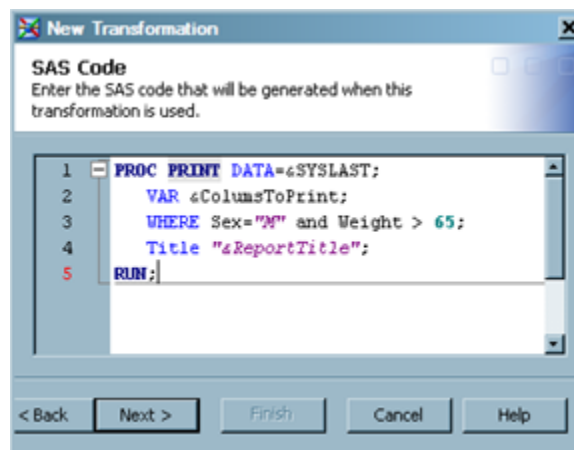 New Transformation
SAS Code
Enter the SAS code that will be generated when this
transformation is used.
1 PROC PRINT DATA=&SYSLAST;
2 VAR &ColumsToPrint;
3 WHERE Sex="M" and Weight > 65;
4 Title "&ReportTitle";
5 RUN;
< Back Next > Finish Cancel Help